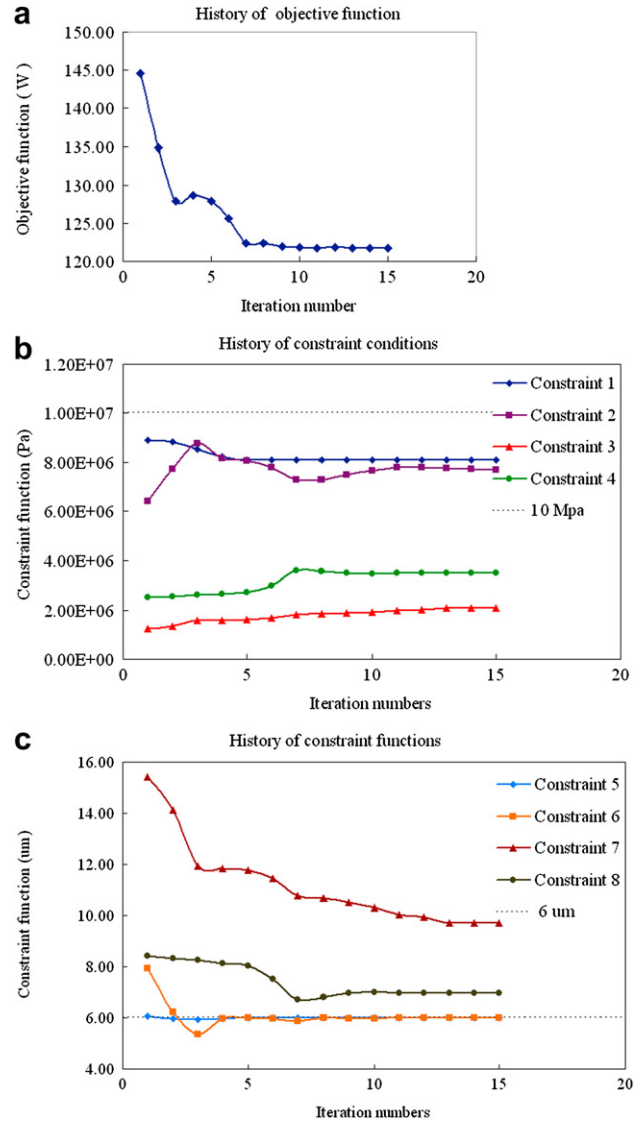 a
History of objective function
150.00
145.00
140.00
135.00
130.00
125.00
120.00
Objective function ( W )
0 5 10 15 20
Iteration number
b
History of constraint conditions
1.20E+07
1.00E+07
8.00E+06
6.00E+06
4.00E+06
2.00E+06
0.00E+00
Constraint function (Pa)
Constraint 1
Constraint 2
Constraint 3
Constraint 4
10 Mpa
0 5 10 15 20
Iteration numbers
c
History of constraint functions
16.00
14.00
12.00
10.00
8.00
6.00
4.00
Constraint function (um)
Constraint 5
Constraint 6
Constraint 7
Constraint 8
6 um
0 5 10 15 20
Iteration numbers